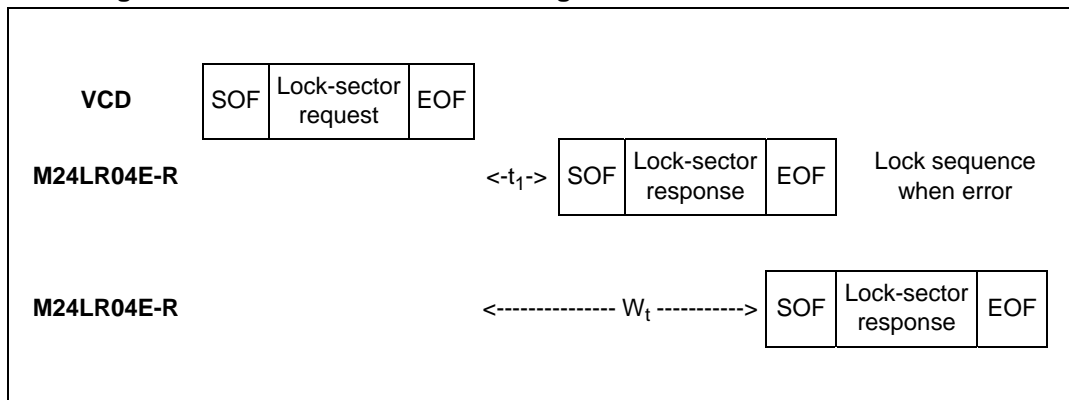 VCD SOF Lock-sector request EOF
M24LR04E-R <-t1-> SOF Lock-sector response EOF Lock sequence when error
M24LR04E-R <--------------- Wt -----------> SOF Lock-sector response EOF